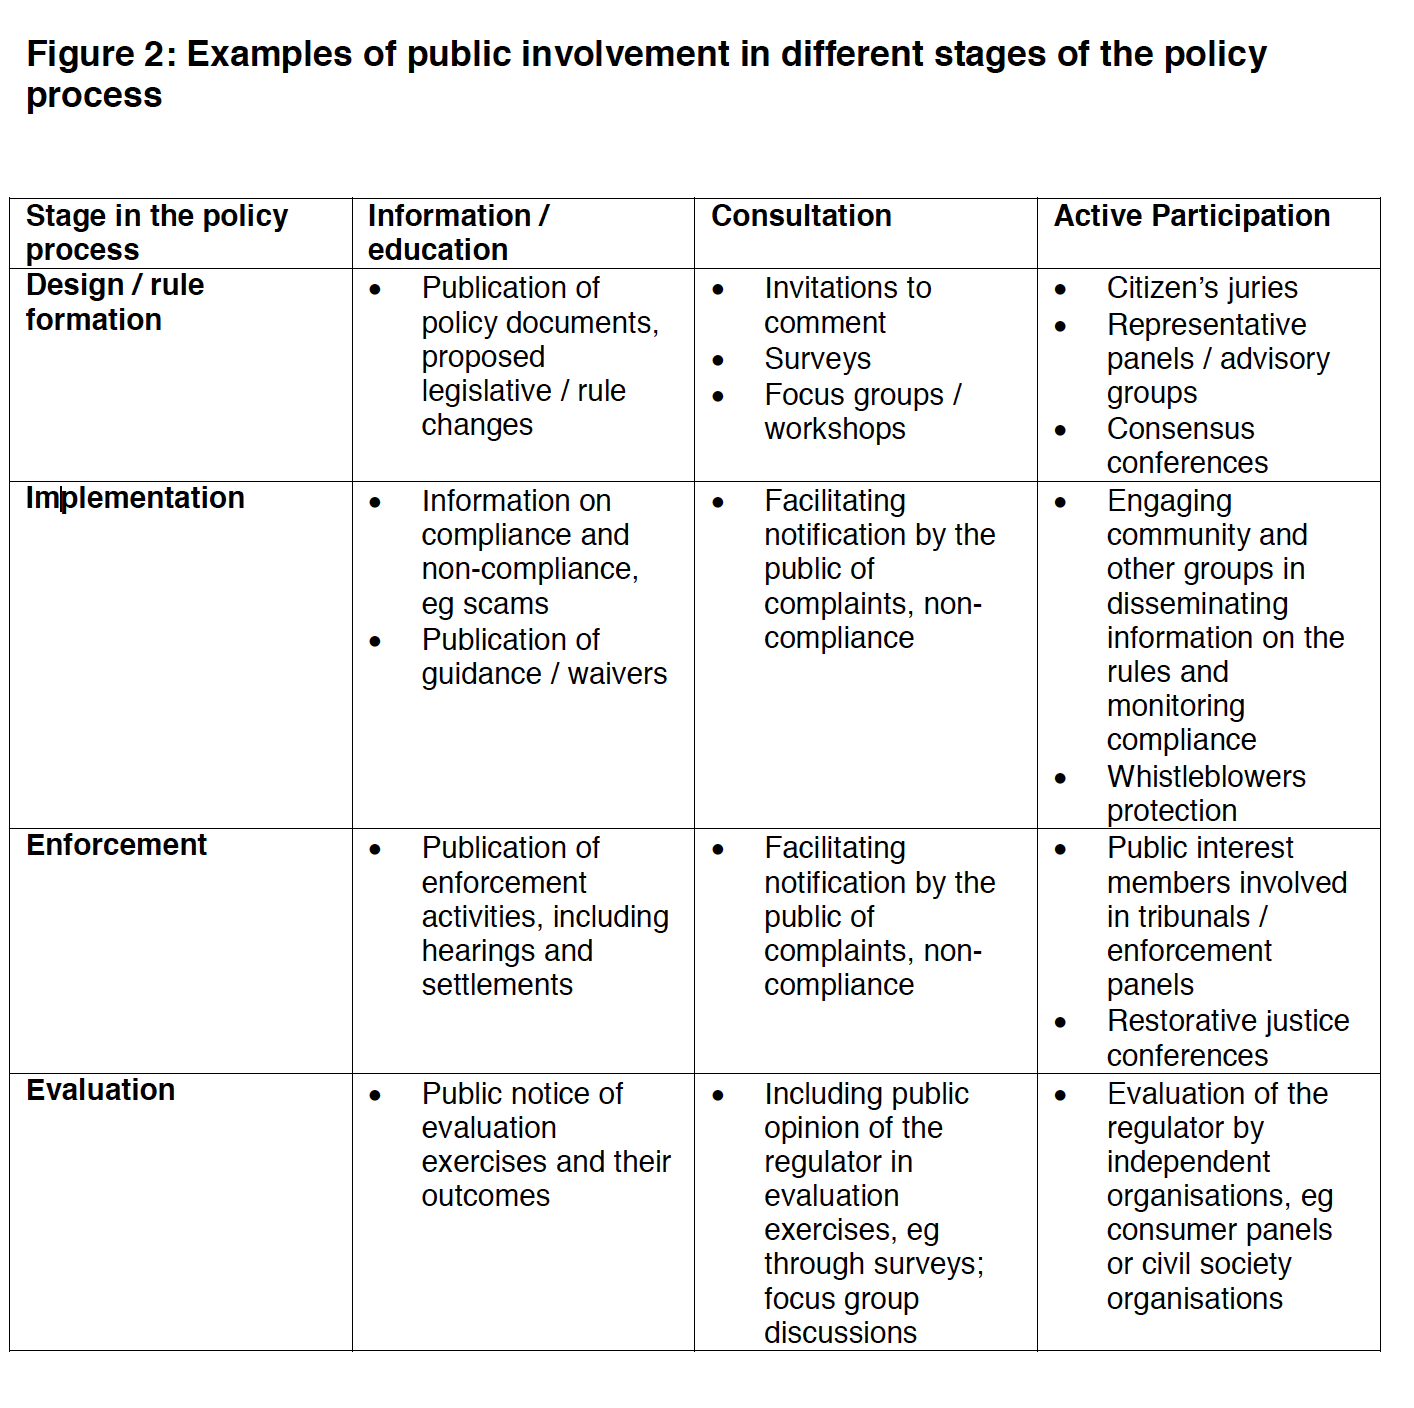 Figure 2: Examples of public involvement in different stages of the policy
process
Stage in the policy
process
Information /
education
Consultation
Active Participation
Design / rule
formation
• Publication of
policy documents,
proposed
legislative / rule
changes
• Invitations to
comment
• Surveys
• Focus groups /
workshops
• Citizen’s juries
• Representative
panels / advisory
groups
• Consensus
conferences
Implementation
• Information on
compliance and
non-compliance,
eg scams
• Publication of
guidance / waivers
• Facilitating
notification by the
public of
complaints, non-
compliance
• Engaging
community and
other groups in
disseminating
information on the
rules and
monitoring
compliance
• Whistleblowers
protection
Enforcement
• Publication of
enforcement
activities, including
hearings and
settlements
• Facilitating
notification by the
public of
complaints, non-
compliance
• Public interest
members involved
in tribunals /
enforcement
panels
• Restorative justice
conferences
Evaluation
• Public notice of
evaluation
exercises and their
outcomes
• Including public
opinion of the
regulator in
evaluation
exercises, eg
through surveys;
focus group
discussions
• Evaluation of the
regulator by
independent
organisations, eg
consumer panels
or civil society
organisations